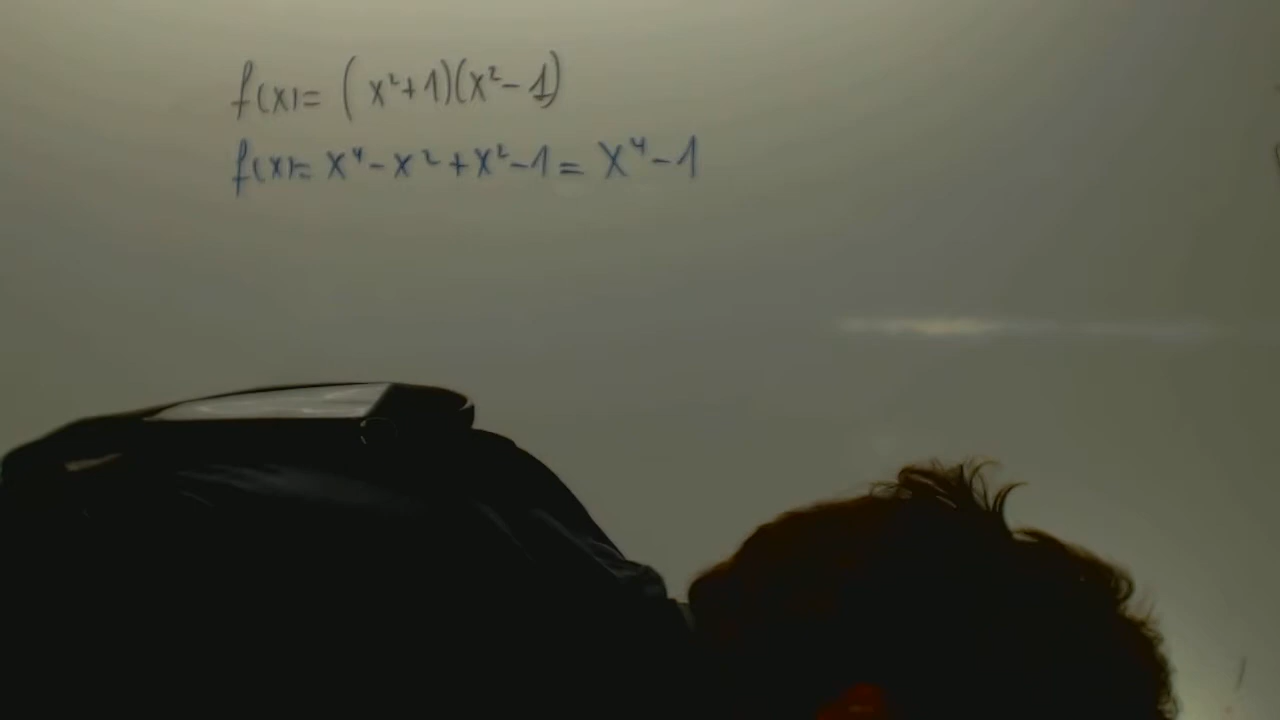 f(x)= (x²+1)(x²-1)
f(x)= x⁴-x²+x²-1= x⁴-1